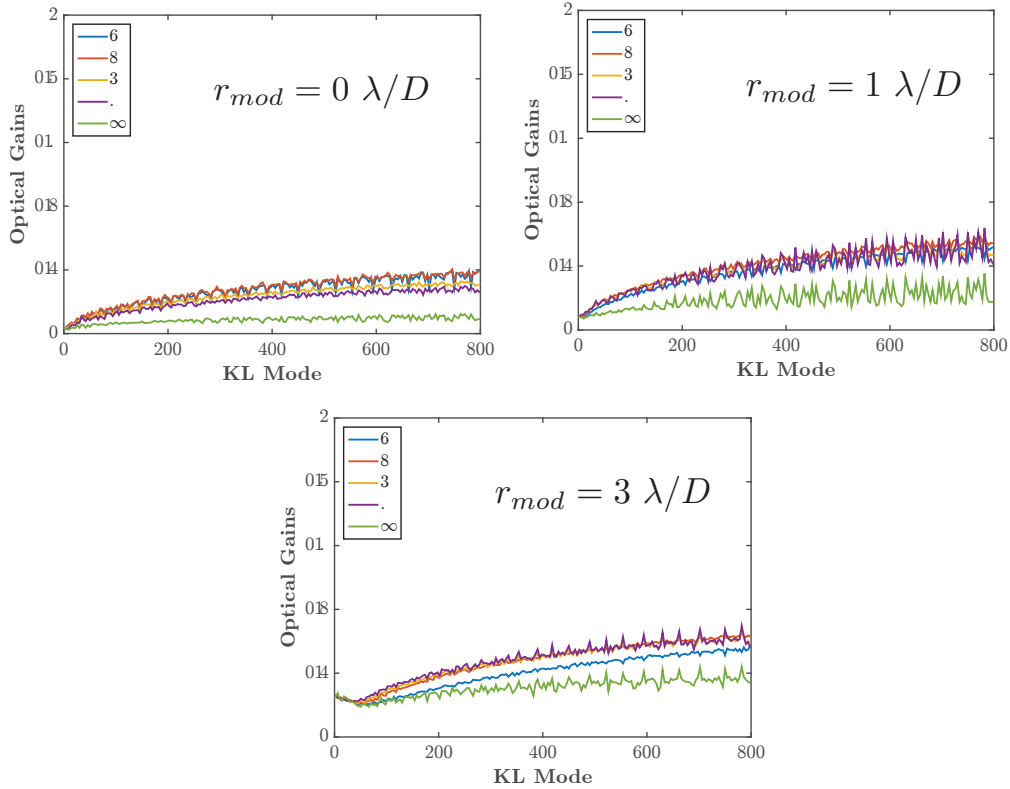 2
015
01.
018
014
0
0 200 400 600 800
KL Mode
Optical Gains
6
8
3
.
∞
r_mod = 0 λ/D
2
015
01.
018
014
0
0 200 400 600 800
KL Mode
Optical Gains
6
8
3
.
∞
r_mod = 1 λ/D
2
015
01.
018
014
0
0 200 400 600 800
KL Mode
Optical Gains
6
8
3
.
∞
r_mod = 3 λ/D